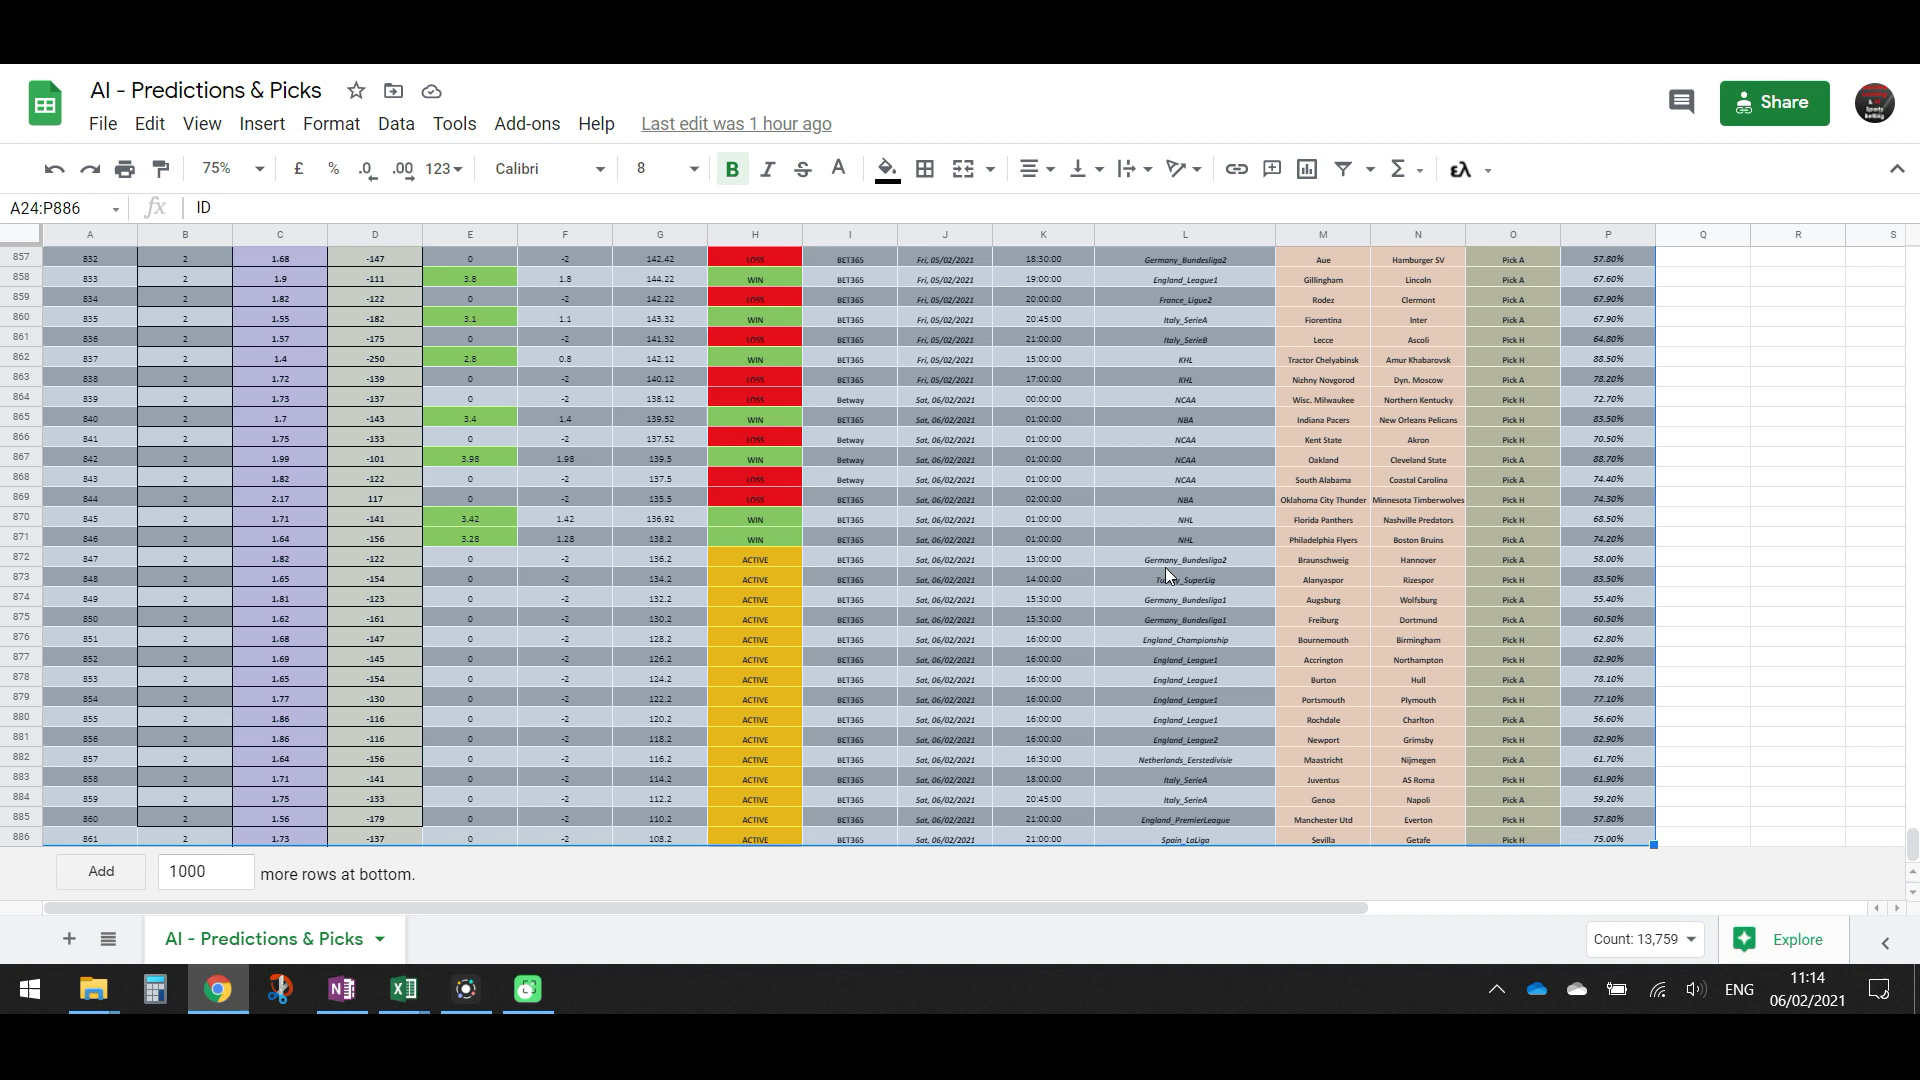 AI - Predictions & Picks
Share
File Edit View Insert Format Data Tools Add-ons Help Last edit was 1 hour ago
75% £ % .0 .00 123 Calibri 8 B I S A Σ ελ
A24:P886 fx ID
A B C D E F G H I J K L M N O P Q R S
857 832 2 1.68 -147 0 -2 142.42 LOSS BET365 Fri, 05/02/2021 18:30:00 Germany_Bundesliga2 Aue Hamburger SV Pick A 57.80%
858 833 2 1.9 -111 3.8 1.8 144.22 WIN BET365 Fri, 05/02/2021 19:00:00 England_League1 Gillingham Lincoln Pick A 67.60%
859 834 2 1.82 -122 0 -2 142.22 LOSS BET365 Fri, 05/02/2021 20:00:00 France_Ligue2 Rodez Clermont Pick A 67.90%
860 835 2 1.55 -182 3.1 1.1 143.32 WIN BET365 Fri, 05/02/2021 20:45:00 Italy_SerieA Fiorentina Inter Pick A 67.90%
861 836 2 1.57 -175 0 -2 141.32 LOSS BET365 Fri, 05/02/2021 21:00:00 Italy_SerieB Lecce Ascoli Pick H 64.80%
862 837 2 1.4 -250 2.8 0.8 142.12 WIN BET365 Fri, 05/02/2021 15:00:00 KHL Tractor Chelyabinsk Amur Khabarovsk Pick H 88.50%
863 838 2 1.72 -139 0 -2 140.12 LOSS BET365 Fri, 05/02/2021 17:00:00 KHL Nizhny Novgorod Dyn. Moscow Pick A 78.20%
864 839 2 1.73 -137 0 -2 138.12 LOSS Betway Sat, 06/02/2021 00:00:00 NCAA Wisc. Milwaukee Northern Kentucky Pick A 72.70%
865 840 2 1.7 -143 3.4 1.4 139.52 WIN BET365 Sat, 06/02/2021 01:00:00 NBA Indiana Pacers New Orleans Pelicans Pick A 83.50%
866 841 2 1.75 -133 0 -2 137.52 LOSS Betway Sat, 06/02/2021 01:00:00 NCAA Kent State Akron Pick H 70.50%
867 842 2 1.99 -101 3.98 1.98 139.5 WIN Betway Sat, 06/02/2021 01:00:00 NCAA Oakland Cleveland State Pick A 88.70%
868 843 2 1.82 -122 0 -2 137.5 LOSS Betway Sat, 06/02/2021 01:00:00 NCAA South Alabama Coastal Carolina Pick A 74.40%
869 844 2 2.17 117 0 -2 135.5 LOSS BET365 Sat, 06/02/2021 02:00:00 NBA Oklahoma City Thunder Minnesota Timberwolves Pick H 74.30%
870 845 2 1.71 -141 3.42 1.42 136.92 WIN BET365 Sat, 06/02/2021 01:00:00 NHL Florida Panthers Nashville Predators Pick H 68.50%
871 846 2 1.64 -156 3.28 1.28 138.2 WIN BET365 Sat, 06/02/2021 01:00:00 NHL Philadelphia Flyers Boston Bruins Pick A 74.20%
872 847 2 1.82 -122 0 -2 136.2 ACTIVE BET365 Sat, 06/02/2021 13:00:00 Germany_Bundesliga2 Braunschweig Hannover Pick A 58.00%
873 848 2 1.65 -154 0 -2 134.2 ACTIVE BET365 Sat, 06/02/2021 14:00:00 Alanyaspor Rizespor Pick H 83.50%
874 849 2 1.81 -123 0 -2 132.2 ACTIVE BET365 Sat, 06/02/2021 15:30:00 Germany_Bundesliga1 Augsburg Wolfsburg Pick A 55.40%
875 850 2 1.62 -161 0 -2 130.2 ACTIVE BET365 Sat, 06/02/2021 15:30:00 Germany_Bundesliga1 Freiburg Dortmund Pick A 60.50%
876 851 2 1.68 -147 0 -2 128.2 ACTIVE BET365 Sat, 06/02/2021 16:00:00 England_Championship Bournemouth Birmingham Pick H 62.80%
877 852 2 1.69 -145 0 -2 126.2 ACTIVE BET365 Sat, 06/02/2021 16:00:00 England_League1 Accrington Northampton Pick H 82.90%
878 853 2 1.65 -154 0 -2 124.2 ACTIVE BET365 Sat, 06/02/2021 16:00:00 England_League1 Burton Hull Pick A 78.10%
879 854 2 1.77 -130 0 -2 122.2 ACTIVE BET365 Sat, 06/02/2021 16:00:00 England_League1 Portsmouth Plymouth Pick H 77.10%
880 855 2 1.86 -116 0 -2 120.2 ACTIVE BET365 Sat, 06/02/2021 16:00:00 England_League1 Rochdale Charlton Pick A 56.60%
881 856 2 1.86 -116 0 -2 118.2 ACTIVE BET365 Sat, 06/02/2021 16:00:00 England_League2 Newport Grimsby Pick H 82.90%
882 857 2 1.64 -156 0 -2 116.2 ACTIVE BET365 Sat, 06/02/2021 16:30:00 Netherlands_Eerstedivisie Maastricht Nijmegen Pick A 61.70%
883 858 2 1.71 -141 0 -2 114.2 ACTIVE BET365 Sat, 06/02/2021 18:00:00 Italy_SerieA Juventus AS Roma Pick H 61.90%
884 859 2 1.75 -133 0 -2 112.2 ACTIVE BET365 Sat, 06/02/2021 20:45:00 Italy_SerieA Genoa Napoli Pick A 59.20%
885 860 2 1.56 -179 0 -2 110.2 ACTIVE BET365 Sat, 06/02/2021 21:00:00 England_PremierLeague Manchester Utd Everton Pick H 57.80%
886 861 2 1.73 -137 0 -2 108.2 ACTIVE BET365 Sat, 06/02/2021 21:00:00 Spain_LaLiga Sevilla Getafe Pick H 75.00%
Add 1000 more rows at bottom.
AI - Predictions & Picks Count: 13,759 Explore
ENG 11:14
06/02/2021